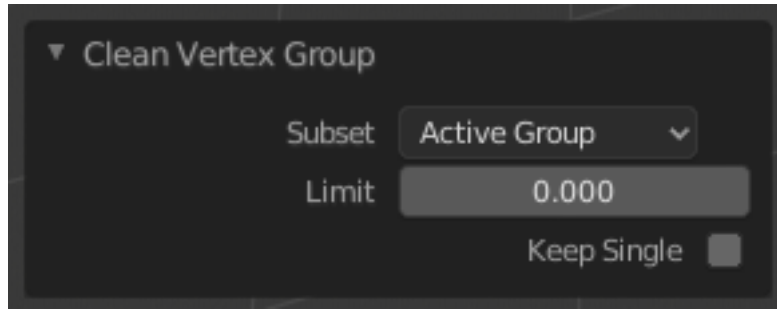 Clean Vertex Group
Subset Active Group
Limit 0.000
Keep Single